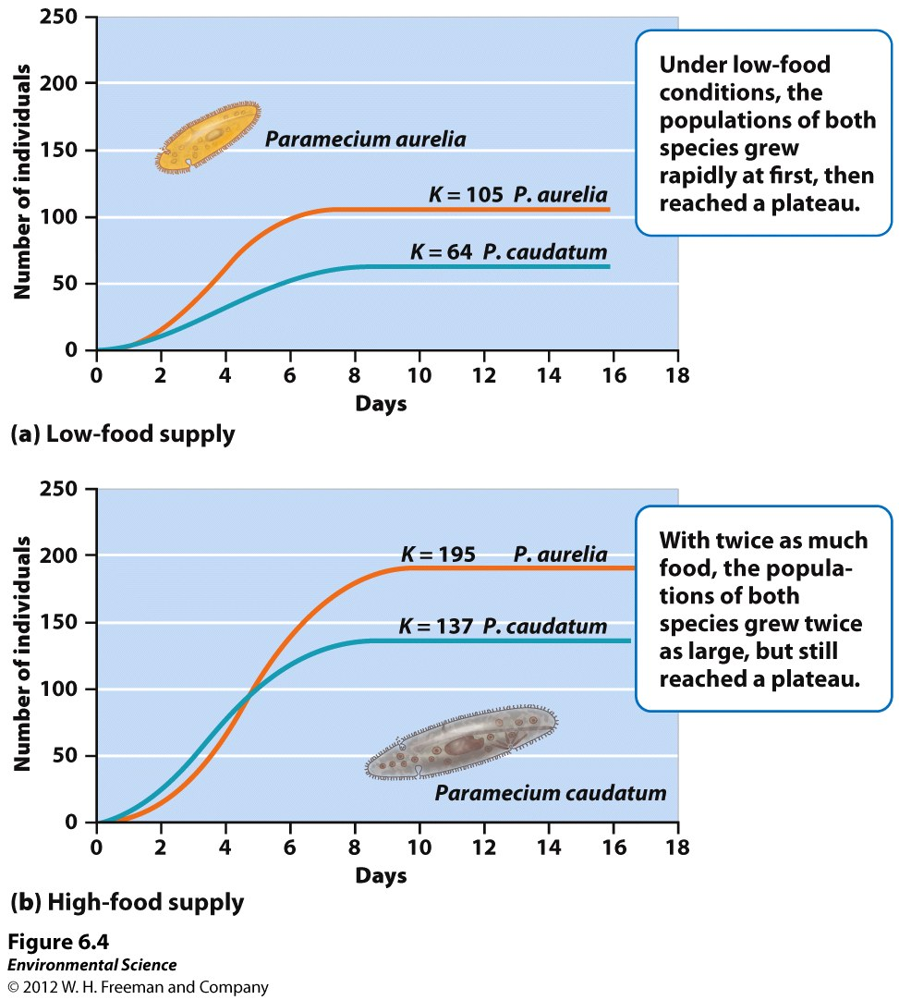 250
200
150
100
50
0
Number of individuals
Paramecium aurelia
K = 105 P. aurelia
K = 64 P. caudatum
0 2 4 6 8 10 12 14 16 18
Days
Under low-food
conditions, the
populations of both
species grew
rapidly at first, then
reached a plateau.
(a) Low-food supply
250
200
150
100
50
0
Number of individuals
K = 195 P. aurelia
K = 137 P. caudatum
Paramecium caudatum
0 2 4 6 8 10 12 14 16 18
Days
With twice as much
food, the popula-
tions of both
species grew twice
as large, but still
reached a plateau.
(b) High-food supply
Figure 6.4
Environmental Science
© 2012 W. H. Freeman and Company